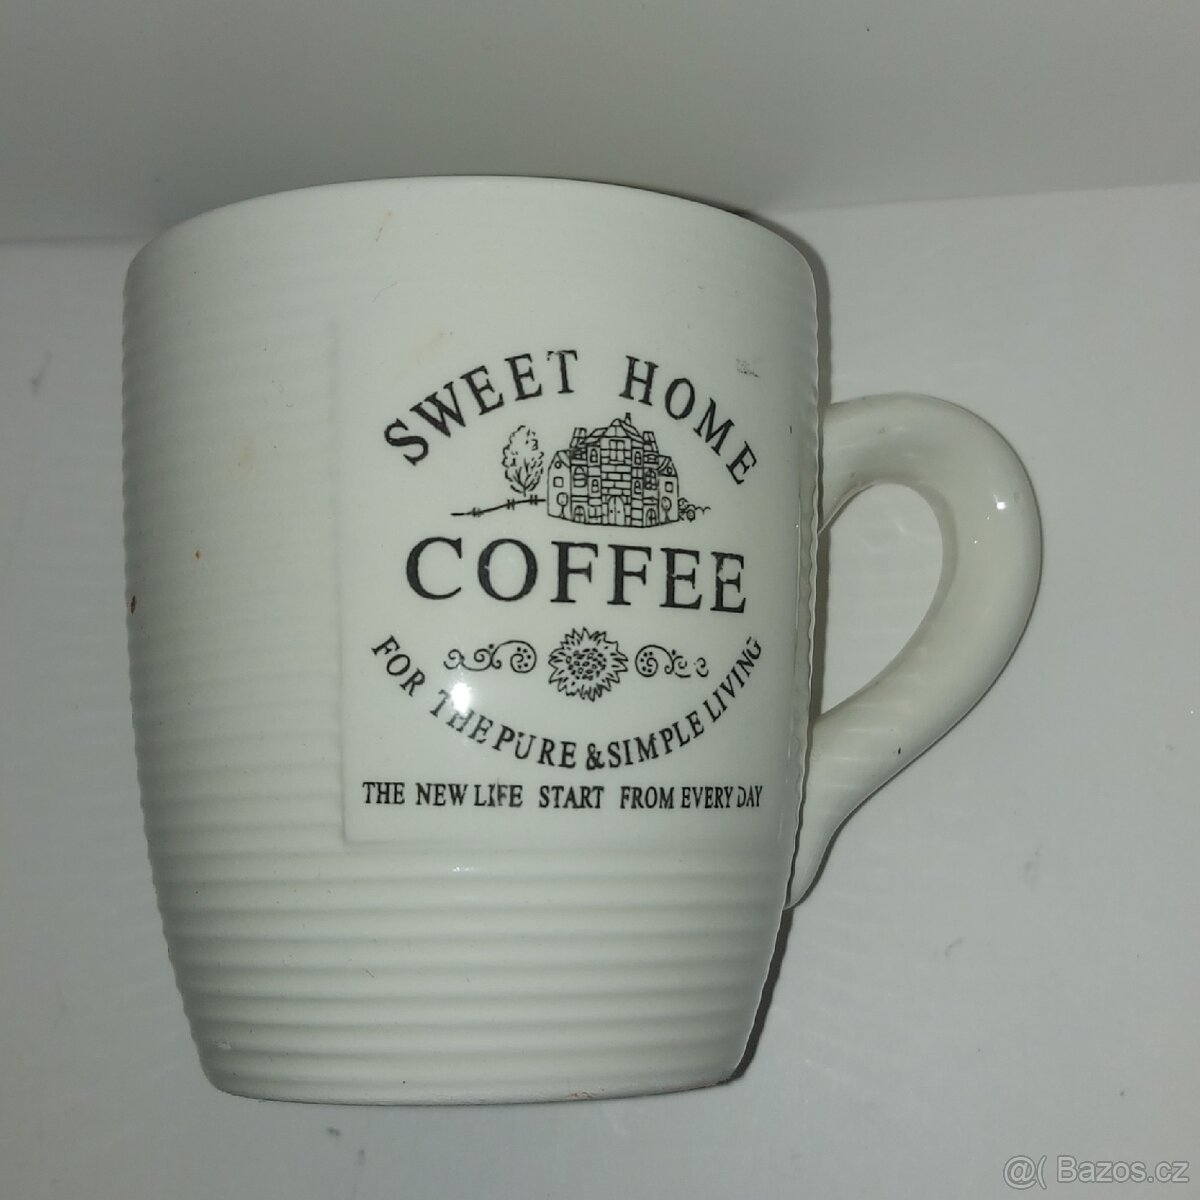 SWEET HOME
COFFEE
FOR THE PURE & SIMPLE LIVING
THE NEW LIFE START FROM EVERY DAY
@( Bazos.cz